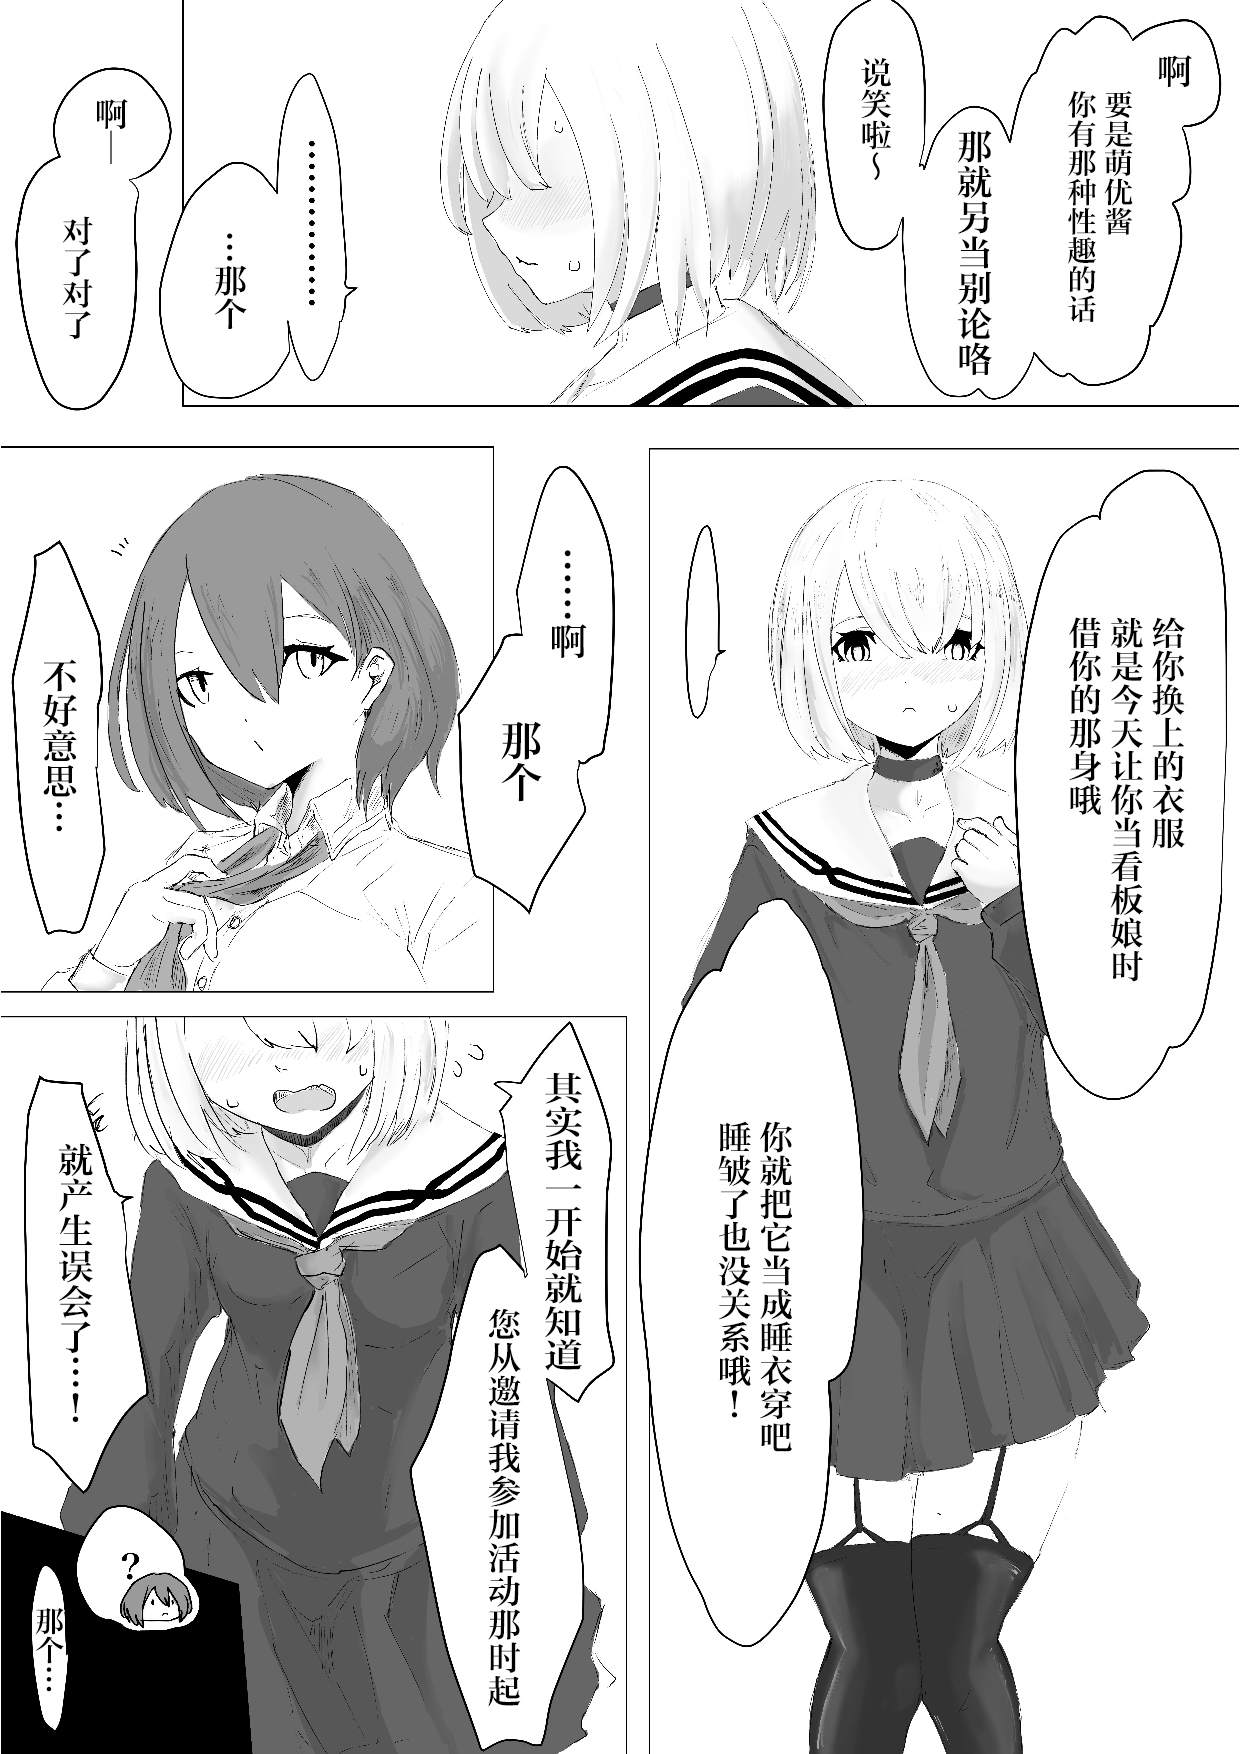 啊
要是萌优酱
你有那种性趣的话
那就另当别论咯
说笑啦～
…………
…那个
啊—
对了对了
给你换上的衣服
就是今天让你当看板娘时
借你的那身哦
你就把它当成睡衣穿吧
睡皱了也没关系哦！
……啊
那个
不好意思…
其实我一开始就知道
您从邀请我参加活动那时起
就产生误会了…！
?
那个…